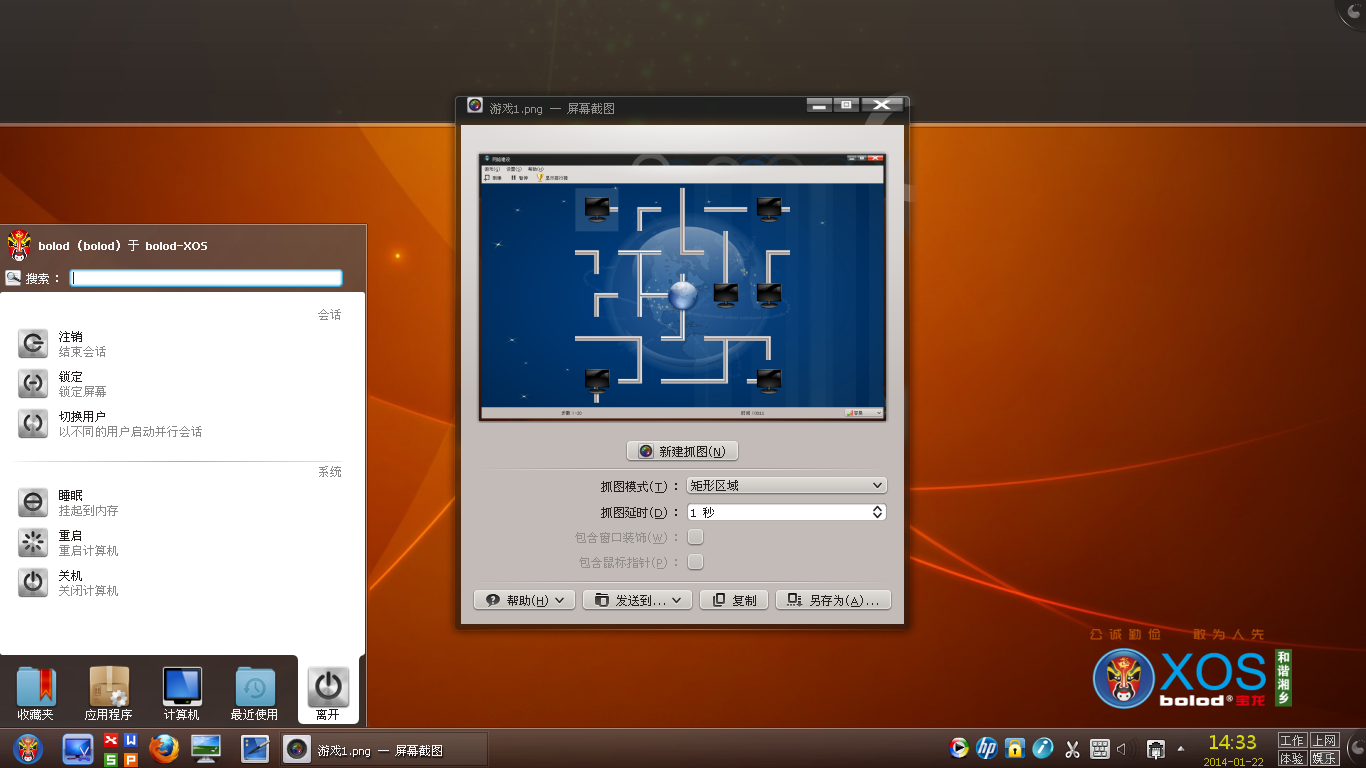 游戏1.png — 屏幕截图
bolod (bolod) 于 bolod-XOS
搜索：
会话
注销
结束会话
锁定
锁定屏幕
切换用户
以不同的用户启动并行会话
系统
睡眠
挂起到内存
重启
重启计算机
关机
关闭计算机
收藏夹
应用程序
计算机
最近使用
离开
新建抓图(N)
抓图模式(T)：
矩形区域
抓图延时(D)：
1 秒
包含窗口装饰(W)：
包含鼠标指针(P)：
帮助(H)
发送到...
复制
另存为(A)...
公诚勤俭 敢为人先
XOS
bolod® 宝龙
和谐湘乡
X W S P
游戏1.png — 屏幕截图
hp
14:33
2014-01-22
工作 上网
体验 娱乐